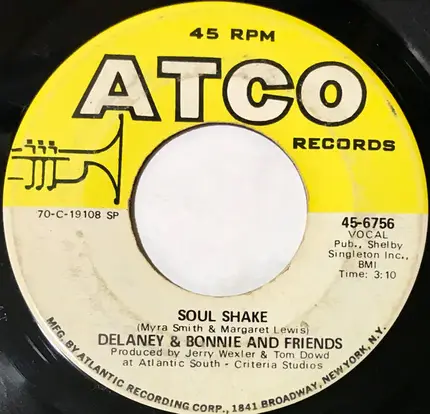 45 RPM
ATCO
RECORDS
70-C-19108 SP
45-6756
VOCAL
Pub., Shelby
Singleton Inc.,
BMI
Time: 3:10
SOUL SHAKE
(Myra Smith & Margaret Lewis)
DELANEY & BONNIE AND FRIENDS
Produced by Jerry Wexler & Tom Dowd
at Atlantic South - Criteria Studios
MFG. BY ATLANTIC RECORDING CORP., 1841 BROADWAY, NEW YORK, N.Y.